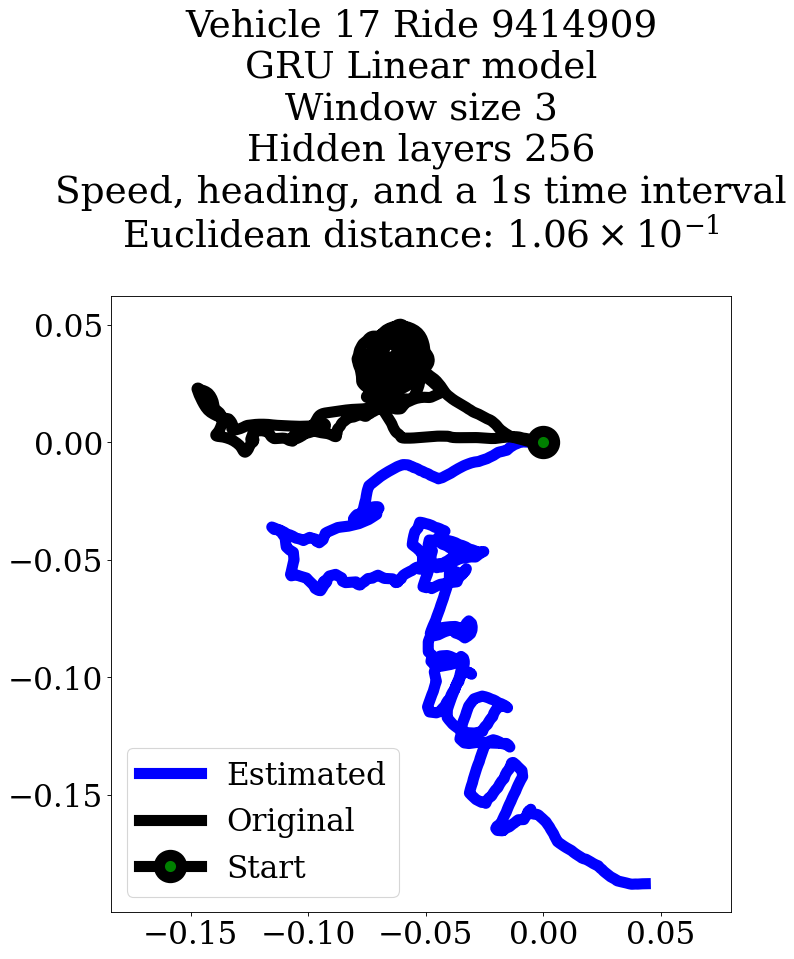 Vehicle 17 Ride 9414909
GRU Linear model
Window size 3
Hidden layers 256
Speed, heading, and a 1s time interval
Euclidean distance: 1.06 × 10⁻¹
0.05
0.00
−0.05
−0.10
−0.15
Estimated
Original
Start
−0.15 −0.10 −0.05 0.00 0.05